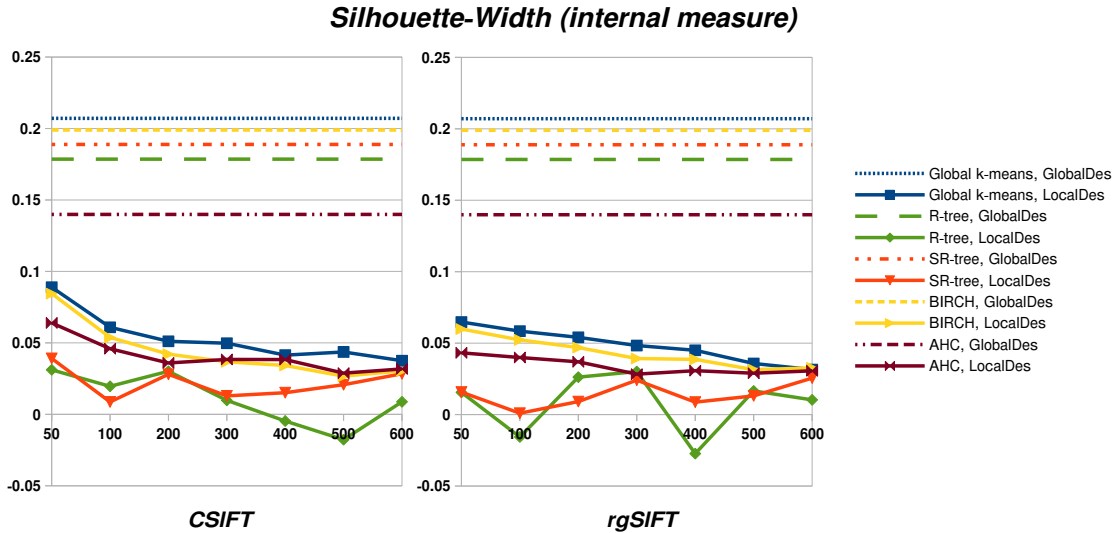 Silhouette-Width (internal measure)
0.25
0.2
0.15
0.1
0.05
0
-0.05
50 100 200 300 400 500 600
CSIFT
0.25
0.2
0.15
0.1
0.05
0
-0.05
50 100 200 300 400 500 600
rgSIFT
Global k-means, GlobalDes
Global k-means, LocalDes
R-tree, GlobalDes
R-tree, LocalDes
SR-tree, GlobalDes
SR-tree, LocalDes
BIRCH, GlobalDes
BIRCH, LocalDes
AHC, GlobalDes
AHC, LocalDes